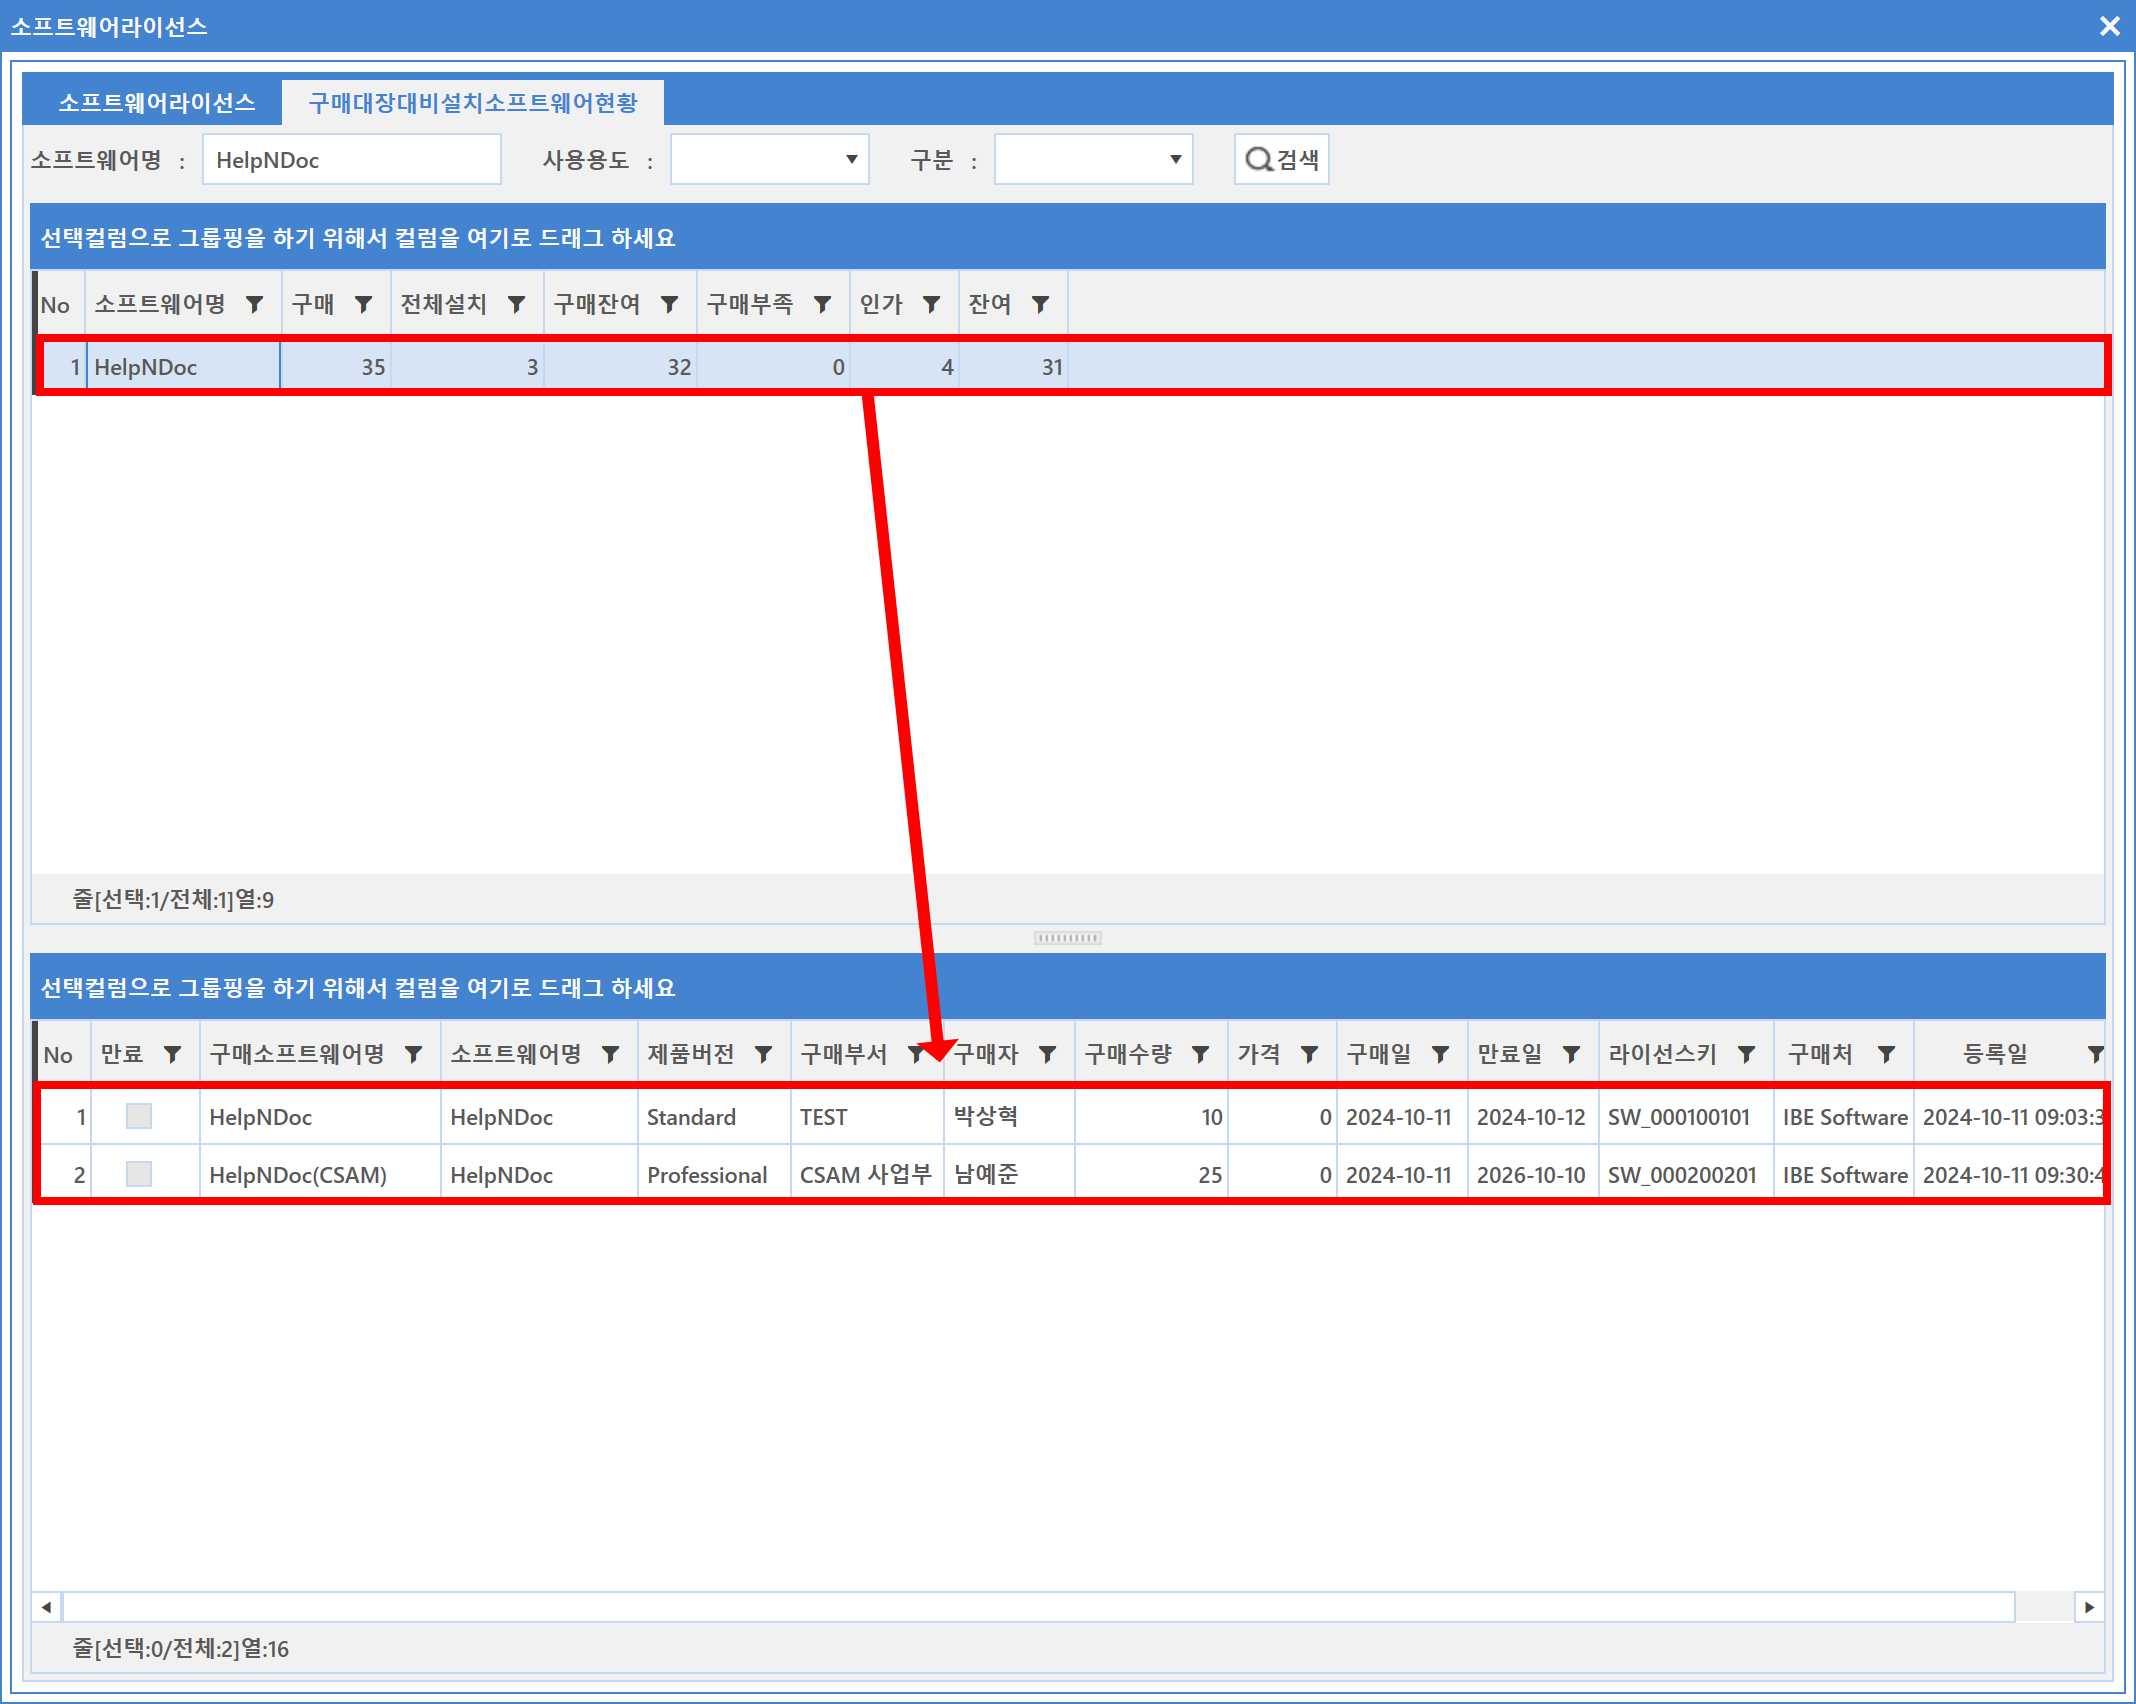 소프트웨어라이선스
소프트웨어라이선스 구매대장대비설치소프트웨어현황
소프트웨어명 : HelpNDoc 사용용도 : 구분 : 검색
선택컬럼으로 그룹핑을 하기 위해서 컬럼을 여기로 드래그 하세요
No 소프트웨어명 구매 전체설치 구매잔여 구매부족 인가 잔여
1 HelpNDoc 35 3 32 0 4 31
줄[선택:1/전체:1]열:9
선택컬럼으로 그룹핑을 하기 위해서 컬럼을 여기로 드래그 하세요
No 만료 구매소프트웨어명 소프트웨어명 제품버전 구매부서 구매자 구매수량 가격 구매일 만료일 라이선스키 구매처 등록일
1 HelpNDoc HelpNDoc Standard TEST 박상혁 10 0 2024-10-11 2024-10-12 SW_000100101 IBE Software 2024-10-11 09:03:3
2 HelpNDoc(CSAM) HelpNDoc Professional CSAM 사업부 남예준 25 0 2024-10-11 2026-10-10 SW_000200201 IBE Software 2024-10-11 09:30:4
줄[선택:0/전체:2]열:16